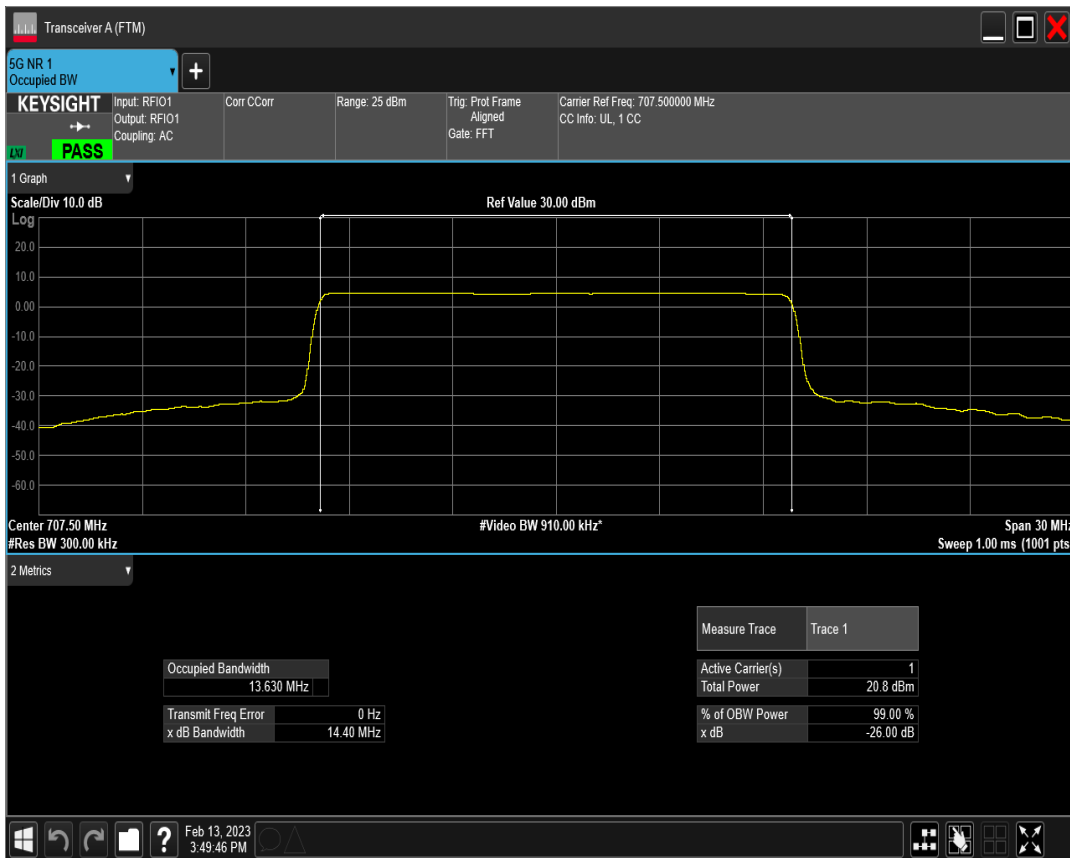 Transceiver A (FTM)
5G NR 1
Occupied BW
+
KEYSIGHT
LXI
PASS
Input: RFIO1
Output: RFIO1
Coupling: AC
Corr CCorr
Range: 25 dBm
Trig: Prot Frame
Aligned
Gate: FFT
Carrier Ref Freq: 707.500000 MHz
CC Info: UL, 1 CC
1 Graph
Scale/Div 10.0 dB
Ref Value 30.00 dBm
Log
20.0
10.0
0.00
-10.0
-20.0
-30.0
-40.0
-50.0
-60.0
Center 707.50 MHz
#Video BW 910.00 kHz*
Span 30 MHz
#Res BW 300.00 kHz
Sweep 1.00 ms (1001 pts
2 Metrics
Measure Trace Trace 1
Occupied Bandwidth
13.630 MHz
Active Carrier(s) 1
Total Power 20.8 dBm
Transmit Freq Error 0 Hz
x dB Bandwidth 14.40 MHz
% of OBW Power 99.00 %
x dB -26.00 dB
?
Feb 13, 2023
3:49:46 PM